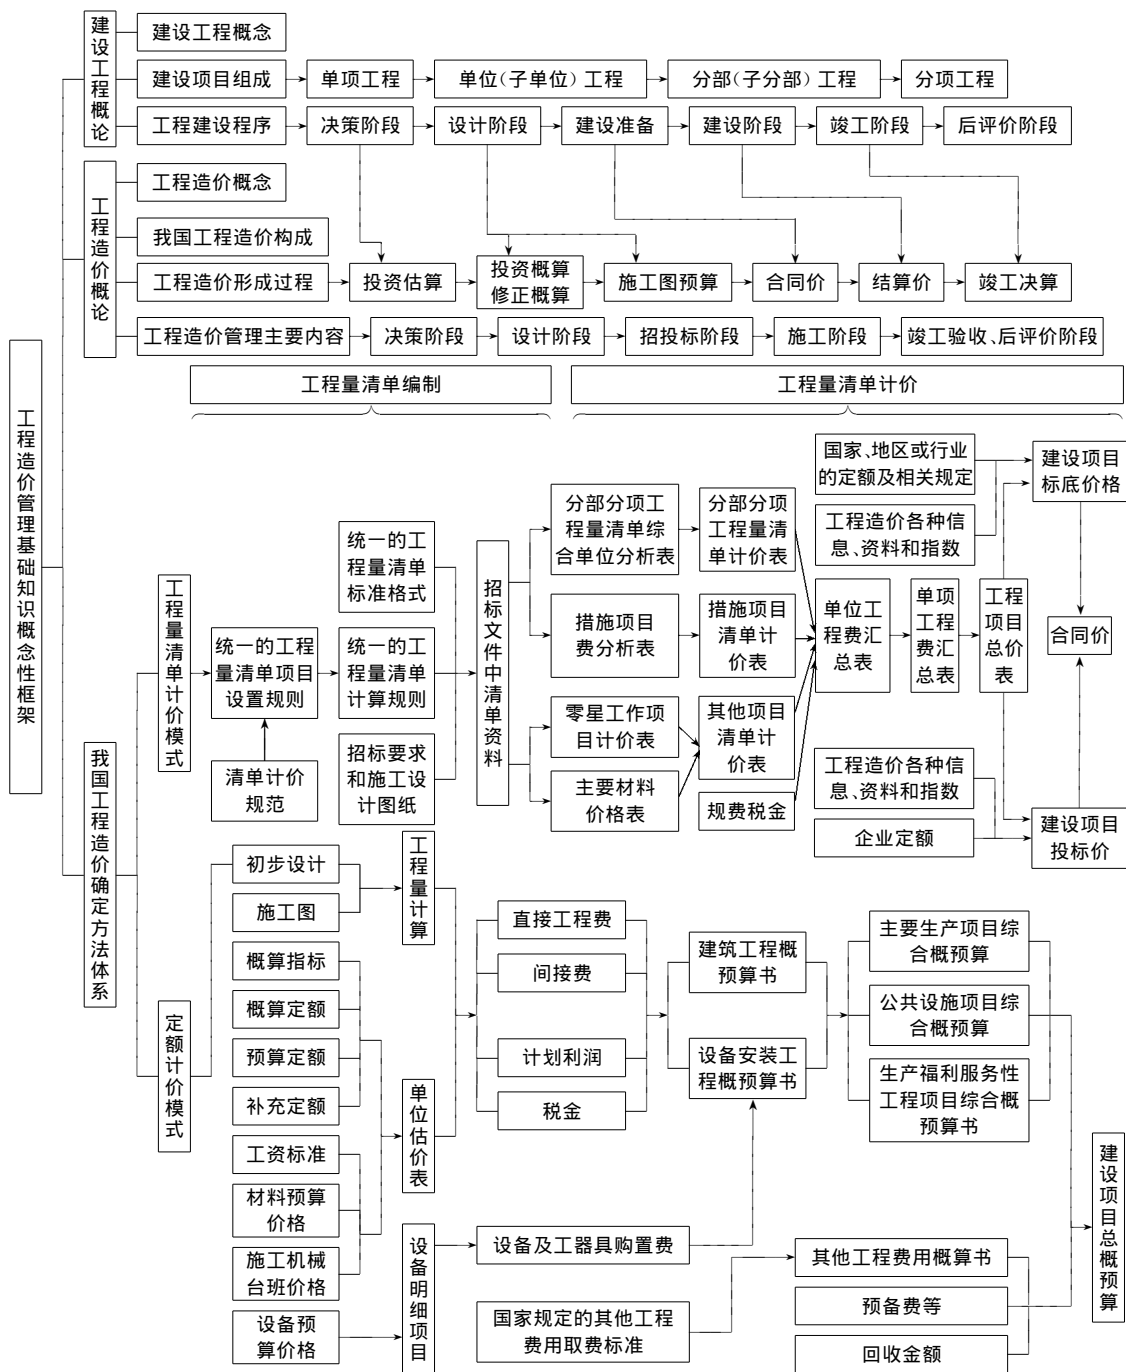 建设工程概论
建设工程概念
建设项目组成
单项工程
单位(子单位)工程
分部(子分部)工程
分项工程
工程建设程序
决策阶段
设计阶段
建设准备
建设阶段
竣工阶段
后评价阶段
工程造价概论
工程造价概念
我国工程造价构成
工程造价形成过程
投资估算
投资概算
修正概算
施工图预算
合同价
结算价
竣工决算
工程造价管理主要内容
决策阶段
设计阶段
招投标阶段
施工阶段
竣工验收、后评价阶段
工程造价管理基础知识概念性框架
工程量清单编制
工程量清单计价
我国工程造价确定方法体系
工程量清单计价模式
统一的工程
量清单项目
设置规则
清单计价
规范
统一的工
程量清单
标准格式
统一的工
程量清单
计算规则
招标要求
和施工设
计图纸
招标文件中清单资料
分部分项工
程量清单综
合单位分析表
措施项目
费分析表
零星工作项
目计价表
主要材料
价格表
分部分项
工程量清
单计价表
措施项目
清单计
价表
其他项目
清单计
价表
规费税金
单位工
程费汇
总表
单项
工程
费汇
总表
工程
项目
总价
表
国家、地区或行业
的定额及相关规定
工程造价各种信
息、资料和指数
建设项目
标底价格
合同价
工程造价各种信
息、资料和指数
企业定额
建设项目
投标价
定额计价模式
初步设计
施工图
概算指标
概算定额
预算定额
补充定额
工资标准
材料预算
价格
施工机械
台班价格
设备预
算价格
工程量计算
单位估价表
设备明细项目
直接工程费
间接费
计划利润
税金
设备及工器具购置费
国家规定的其他工程
费用取费标准
建筑工程概
预算书
设备安装工
程概预算书
主要生产项目综
合概预算
公共设施项目综
合概预算
生产福利服务性
工程项目综合概
预算书
其他工程费用概算书
预备费等
回收金额
建设项目总概预算